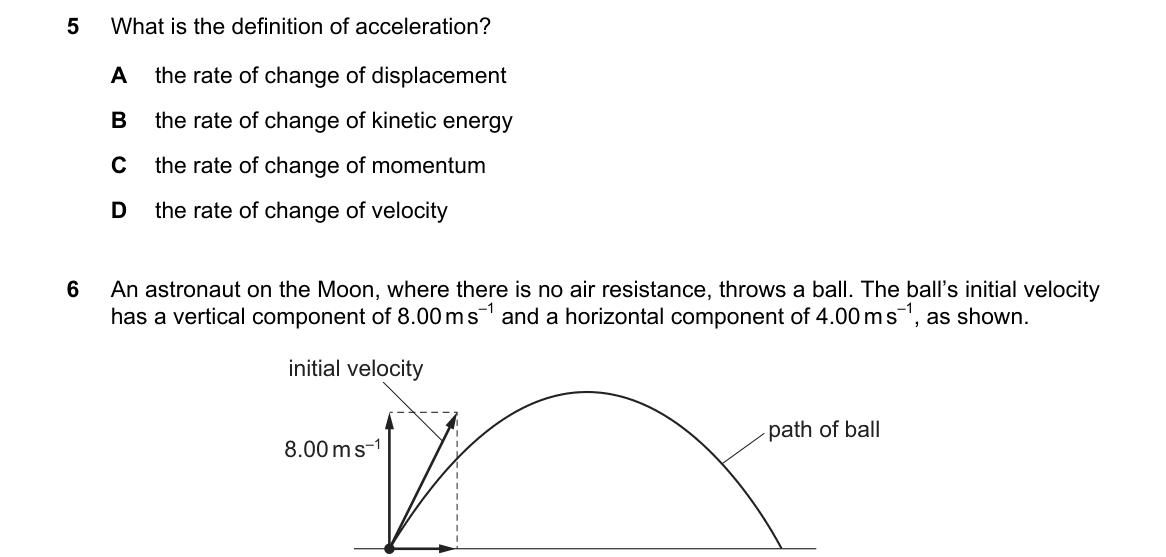 5 What is the definition of acceleration?
A the rate of change of displacement
B the rate of change of kinetic energy
C the rate of change of momentum
D the rate of change of velocity
6 An astronaut on the Moon, where there is no air resistance, throws a ball. The ball’s initial velocity
has a vertical component of 8.00 m s⁻¹ and a horizontal component of 4.00 m s⁻¹, as shown.
initial velocity
path of ball
8.00 m s⁻¹